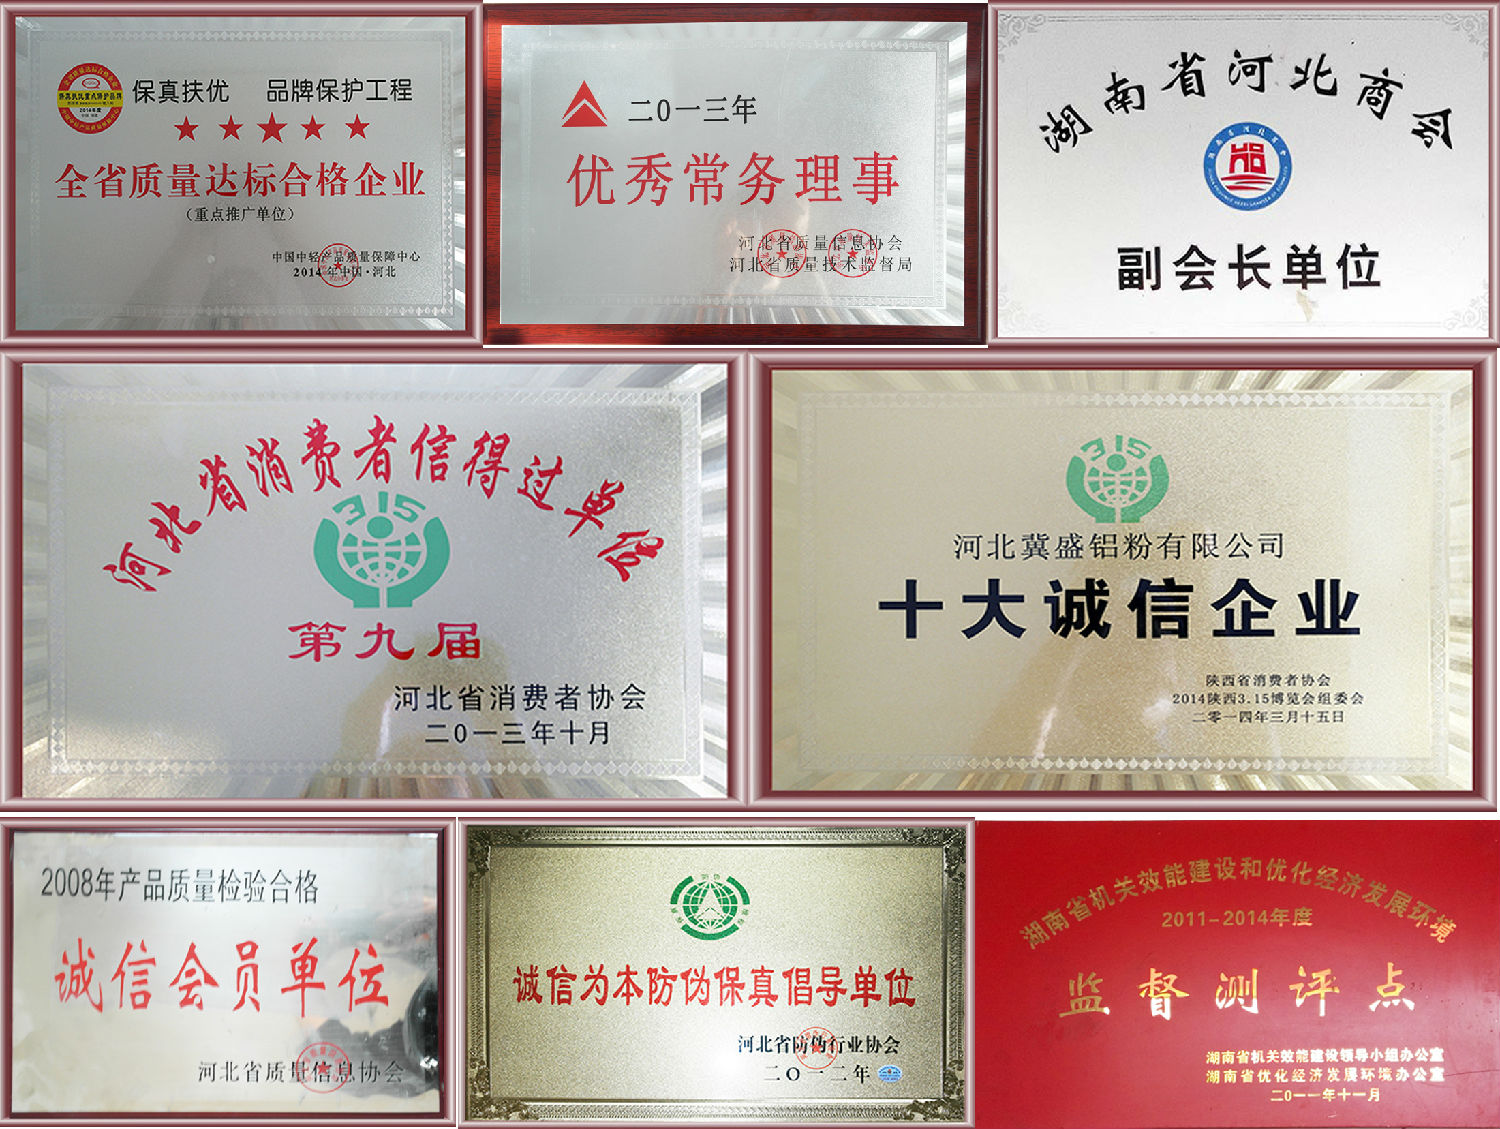 保真扶优 品牌保护工程
2014年度
全省质量达标合格企业
（重点推广单位）
中国中轻产品质量保障中心
2014年中国·河北
二〇一三年
优秀常务理事
河北省质量信息协会
河北省质量技术监督局
湖南省河北商会
副会长单位
河北省消费者信得过单位
315
第九届
河北省消费者协会
二〇一三年十月
315
河北冀盛铝粉有限公司
十大诚信企业
陕西省消费者协会
2014陕西3.15博览会组委会
二零一四年三月十五日
2008年产品质量检验合格
诚信会员单位
河北省质量信息协会
诚信为本防伪保真倡导单位
河北省防伪行业协会
二〇一二年
湖南省机关效能建设和优化经济发展环境
2011-2014年度
监督测评点
湖南省机关效能建设领导小组办公室
湖南省优化经济发展环境办公室
二〇一一年十一月